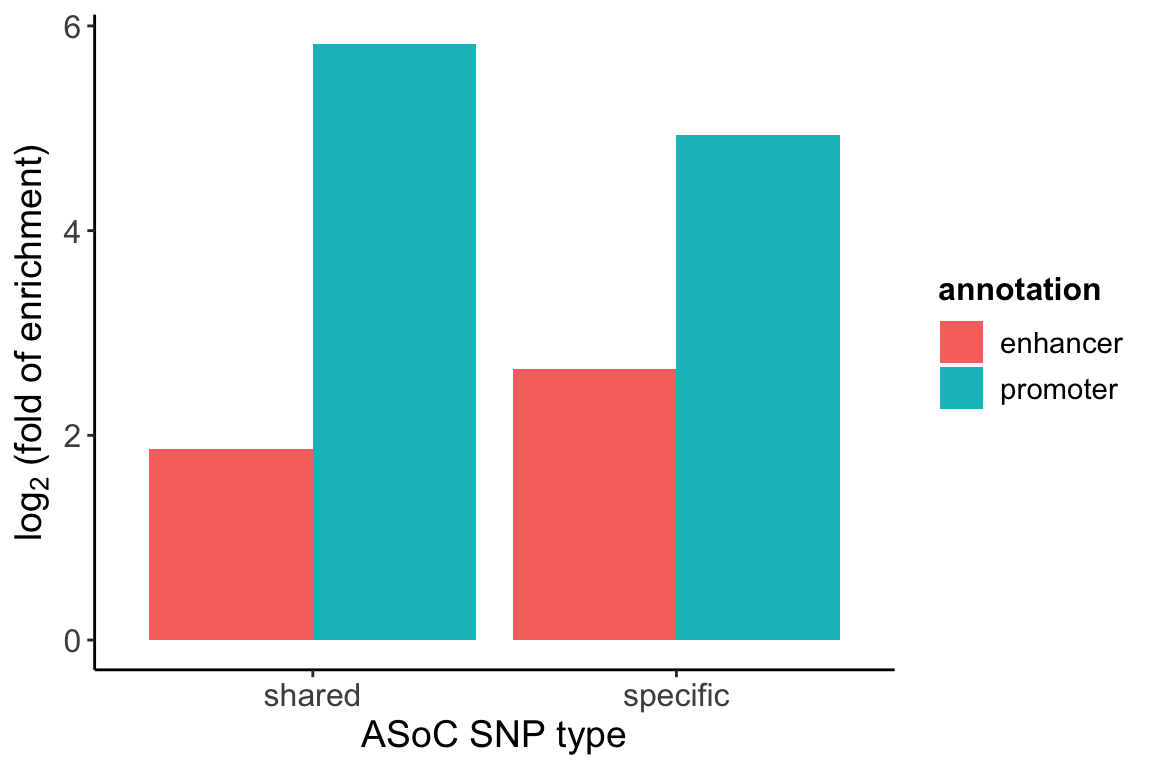 6
4
2
0
log₂ (fold of enrichment)
shared
specific
ASoC SNP type
annotation
enhancer
promoter